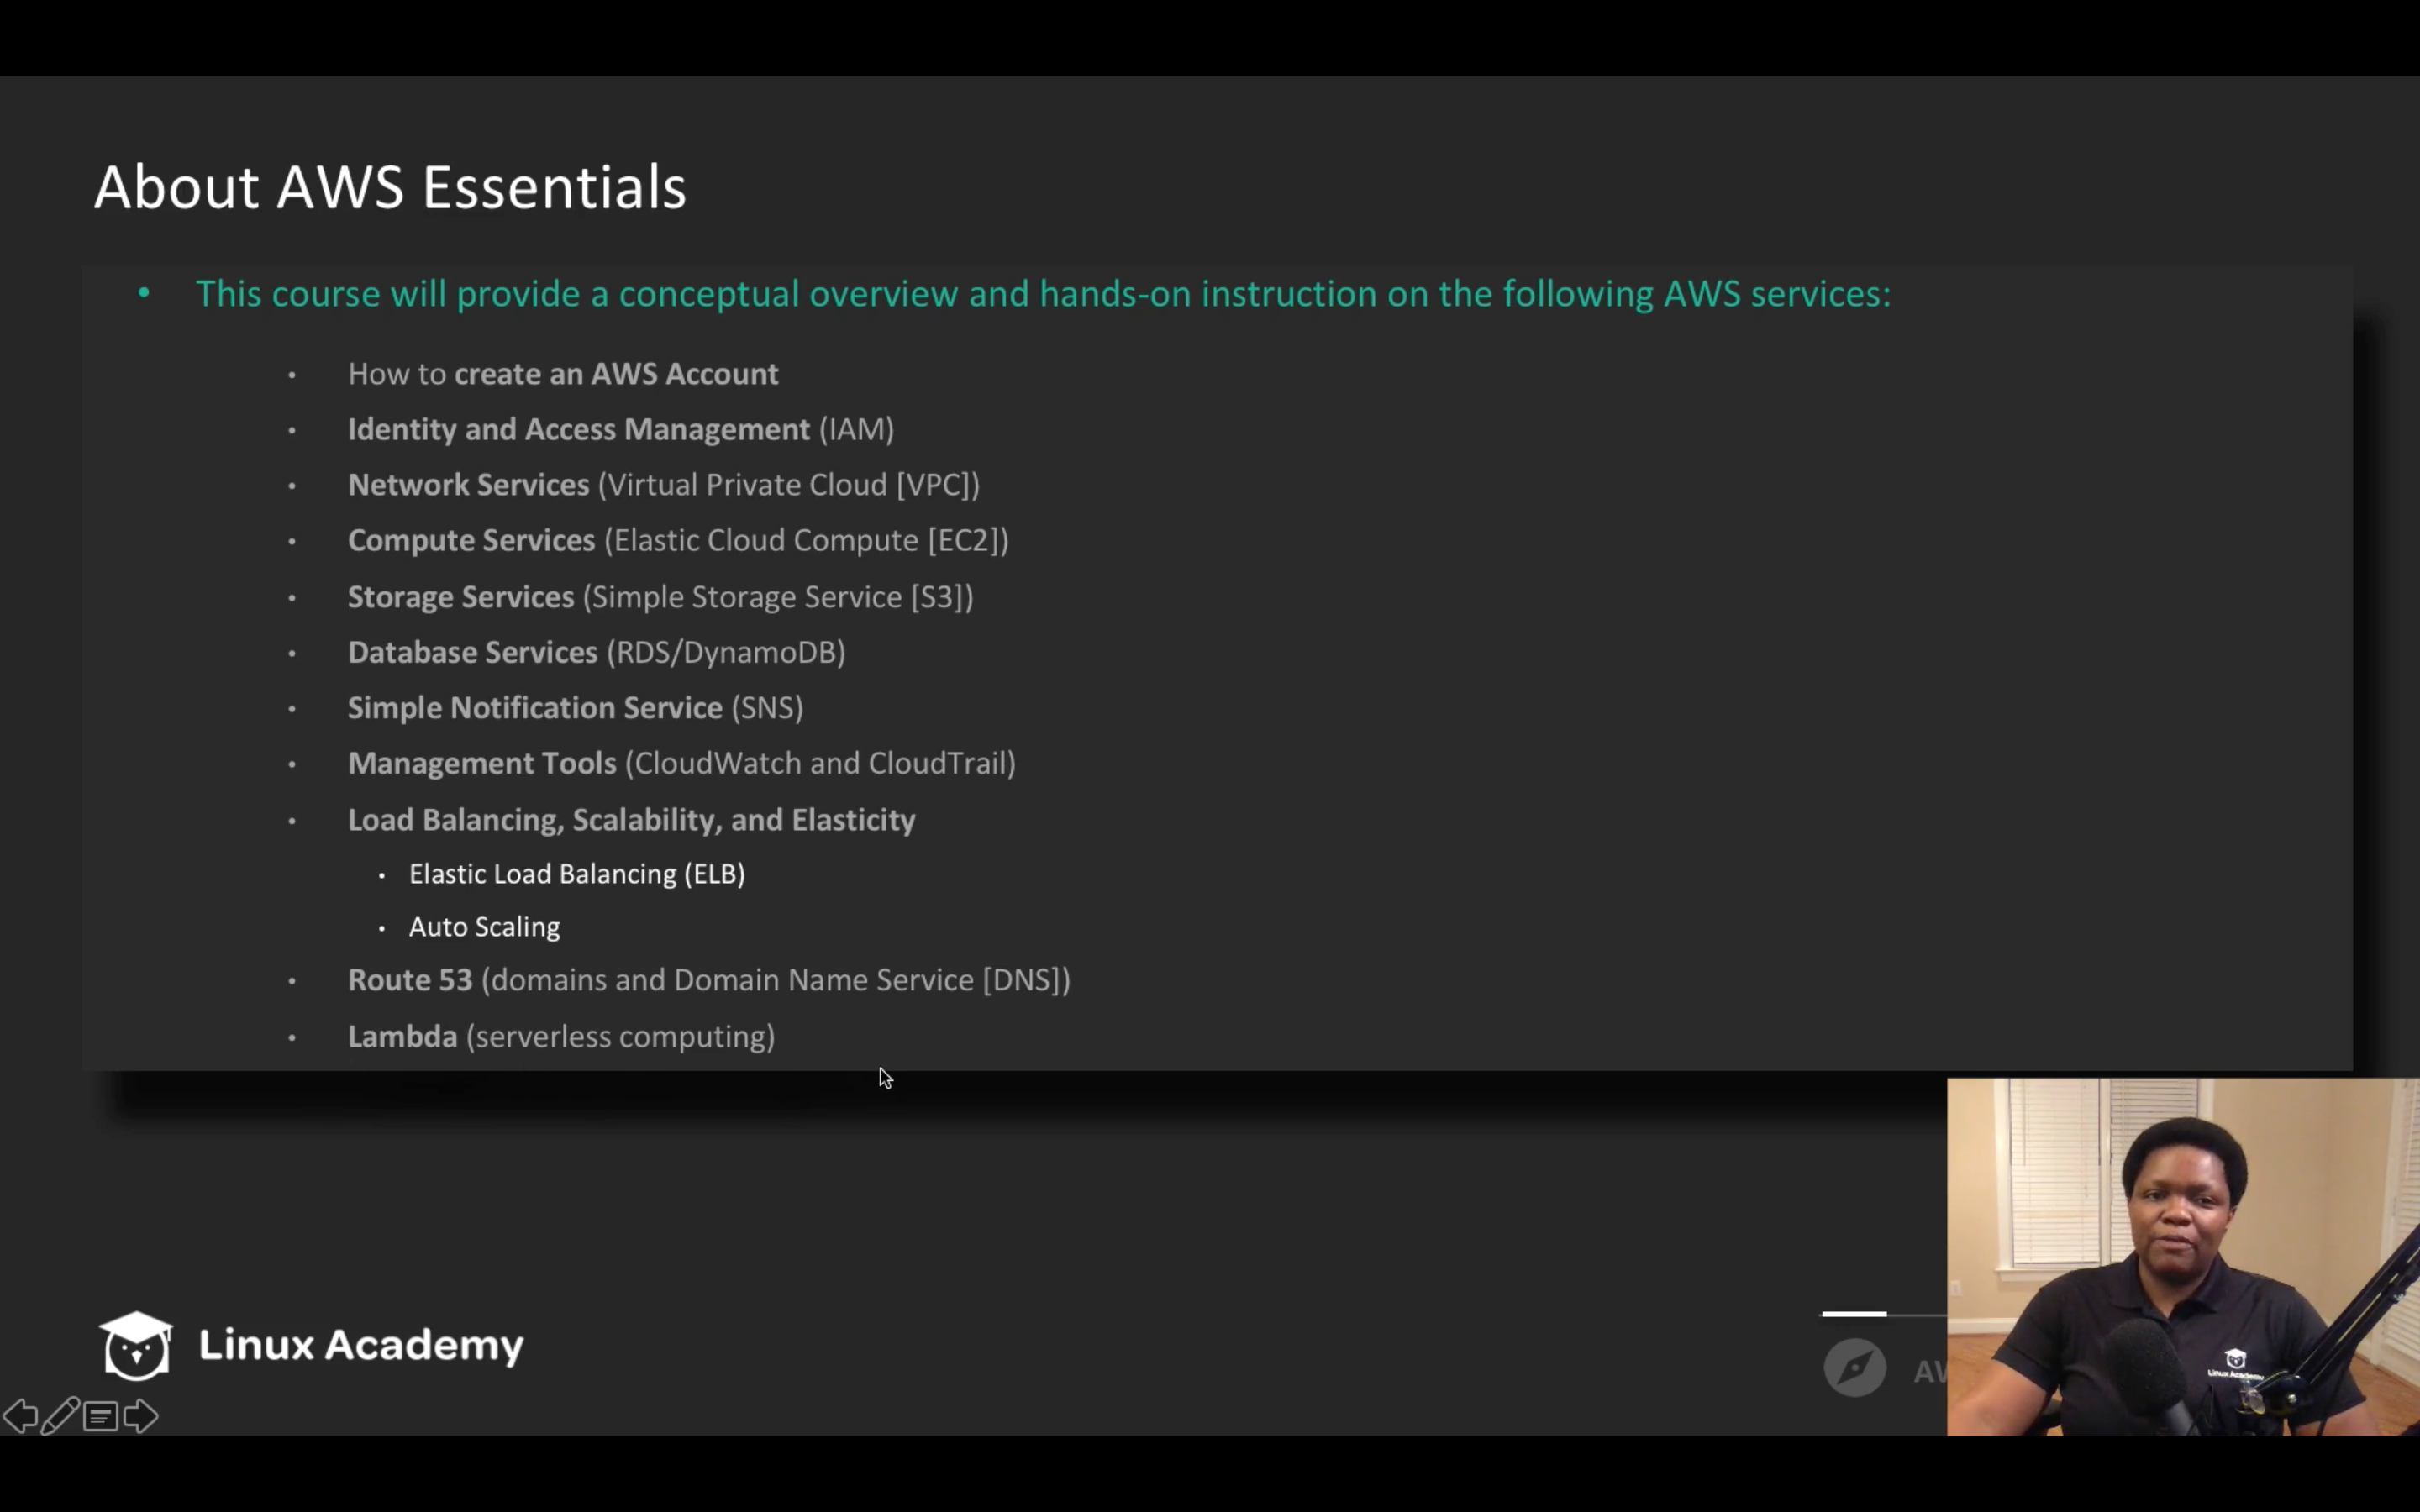 About AWS Essentials
• This course will provide a conceptual overview and hands-on instruction on the following AWS services:
• How to create an AWS Account
• Identity and Access Management (IAM)
• Network Services (Virtual Private Cloud [VPC])
• Compute Services (Elastic Cloud Compute [EC2])
• Storage Services (Simple Storage Service [S3])
• Database Services (RDS/DynamoDB)
• Simple Notification Service (SNS)
• Management Tools (CloudWatch and CloudTrail)
• Load Balancing, Scalability, and Elasticity
• Elastic Load Balancing (ELB)
• Auto Scaling
• Route 53 (domains and Domain Name Service [DNS])
• Lambda (serverless computing)
Linux Academy
Linux Academy